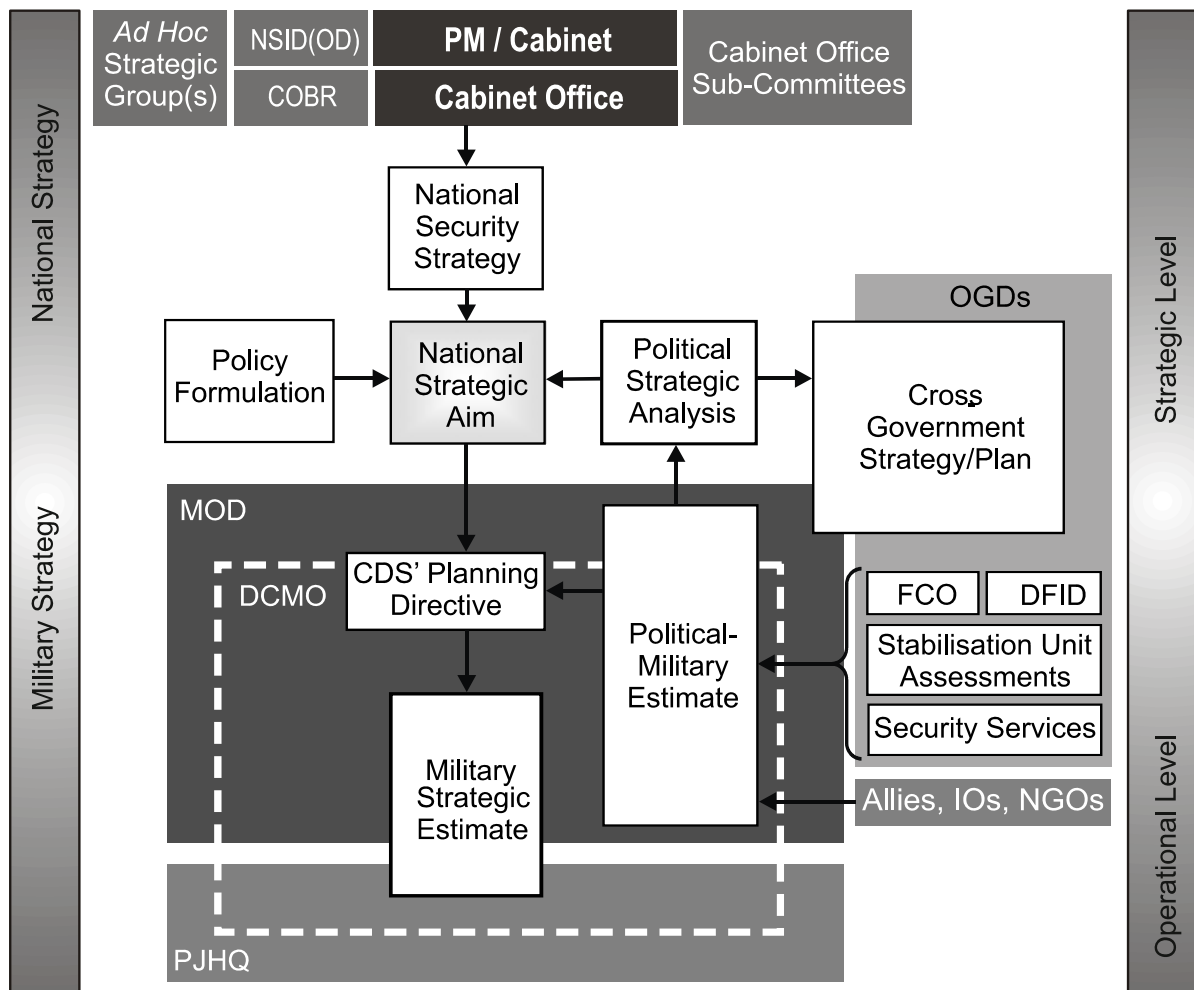 Ad Hoc
Strategic
Group(s)
NSID(OD)
COBR
PM / Cabinet
Cabinet Office
Cabinet Office
Sub-Committees
National Strategy
Military Strategy
Strategic Level
Operational Level
National
Security
Strategy
Policy
Formulation
National
Strategic
Aim
Political
Strategic
Analysis
OGDs
Cross
Government
Strategy/Plan
MOD
DCMO
CDS’ Planning
Directive
Political-
Military
Estimate
FCO
DFID
Stabilisation Unit
Assessments
Security Services
Military
Strategic
Estimate
Allies, IOs, NGOs
PJHQ